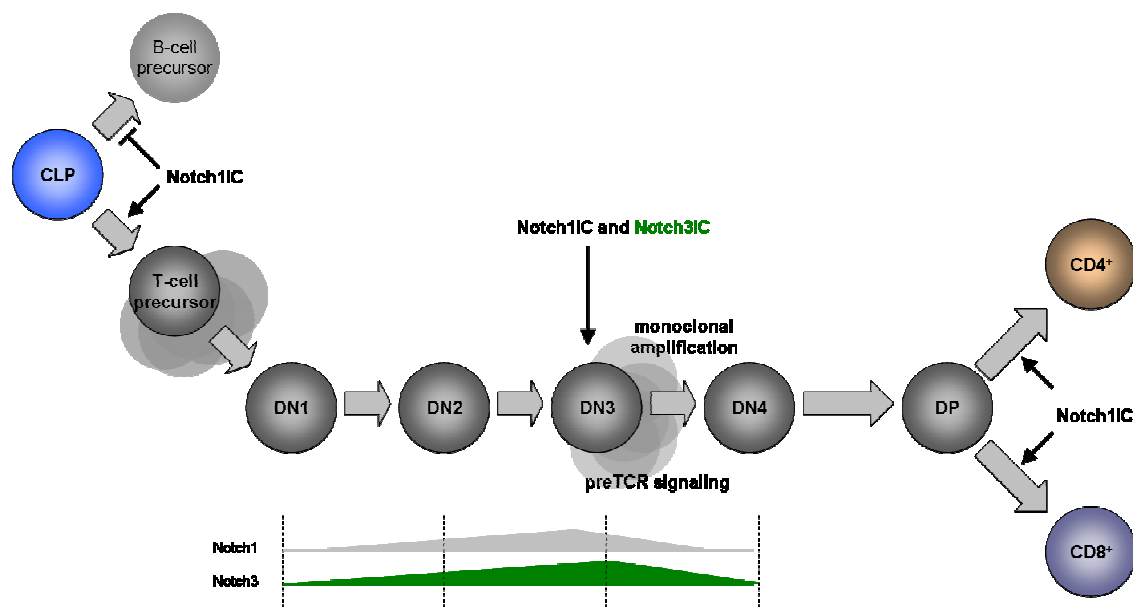 B-cell
precursor
CLP
Notch1IC
T-cell
precursor
Notch1IC and Notch3IC
monoclonal
amplification
DN1
DN2
DN3
DN4
DP
preTCR signaling
CD4⁺
Notch1IC
CD8⁺
Notch1
Notch3